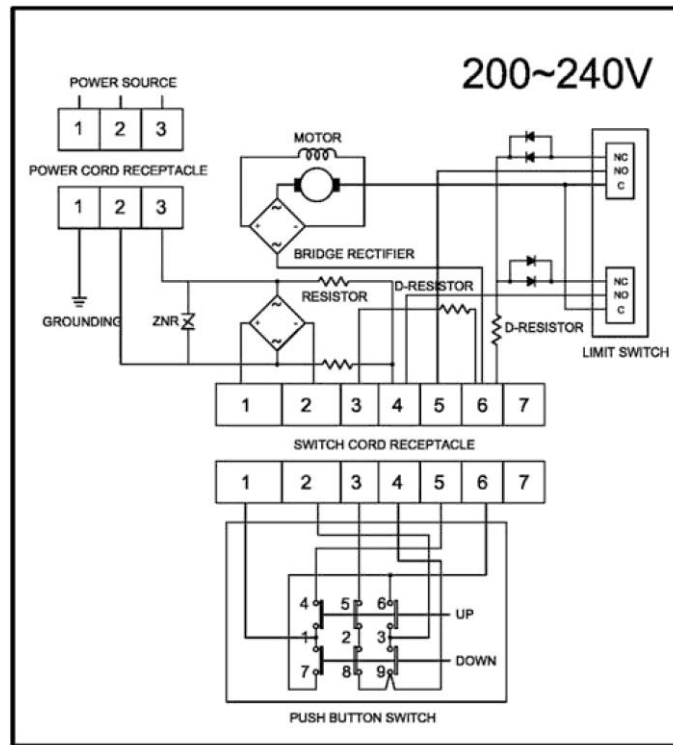 200~240V
POWER SOURCE
1 2 3
POWER CORD RECEPTACLE
1 2 3
GROUNDING
ZNR
MOTOR
+ ~ ~ -
BRIDGE RECTIFIER
RESISTOR
+ ~ ~ -
D-RESISTOR
D-RESISTOR
NC
NO
C
NC
NO
C
LIMIT SWITCH
1 2 3 4 5 6 7
SWITCH CORD RECEPTACLE
1 2 3 4 5 6 7
4 5 6
UP
1 2 3
DOWN
7 8 9
PUSH BUTTON SWITCH